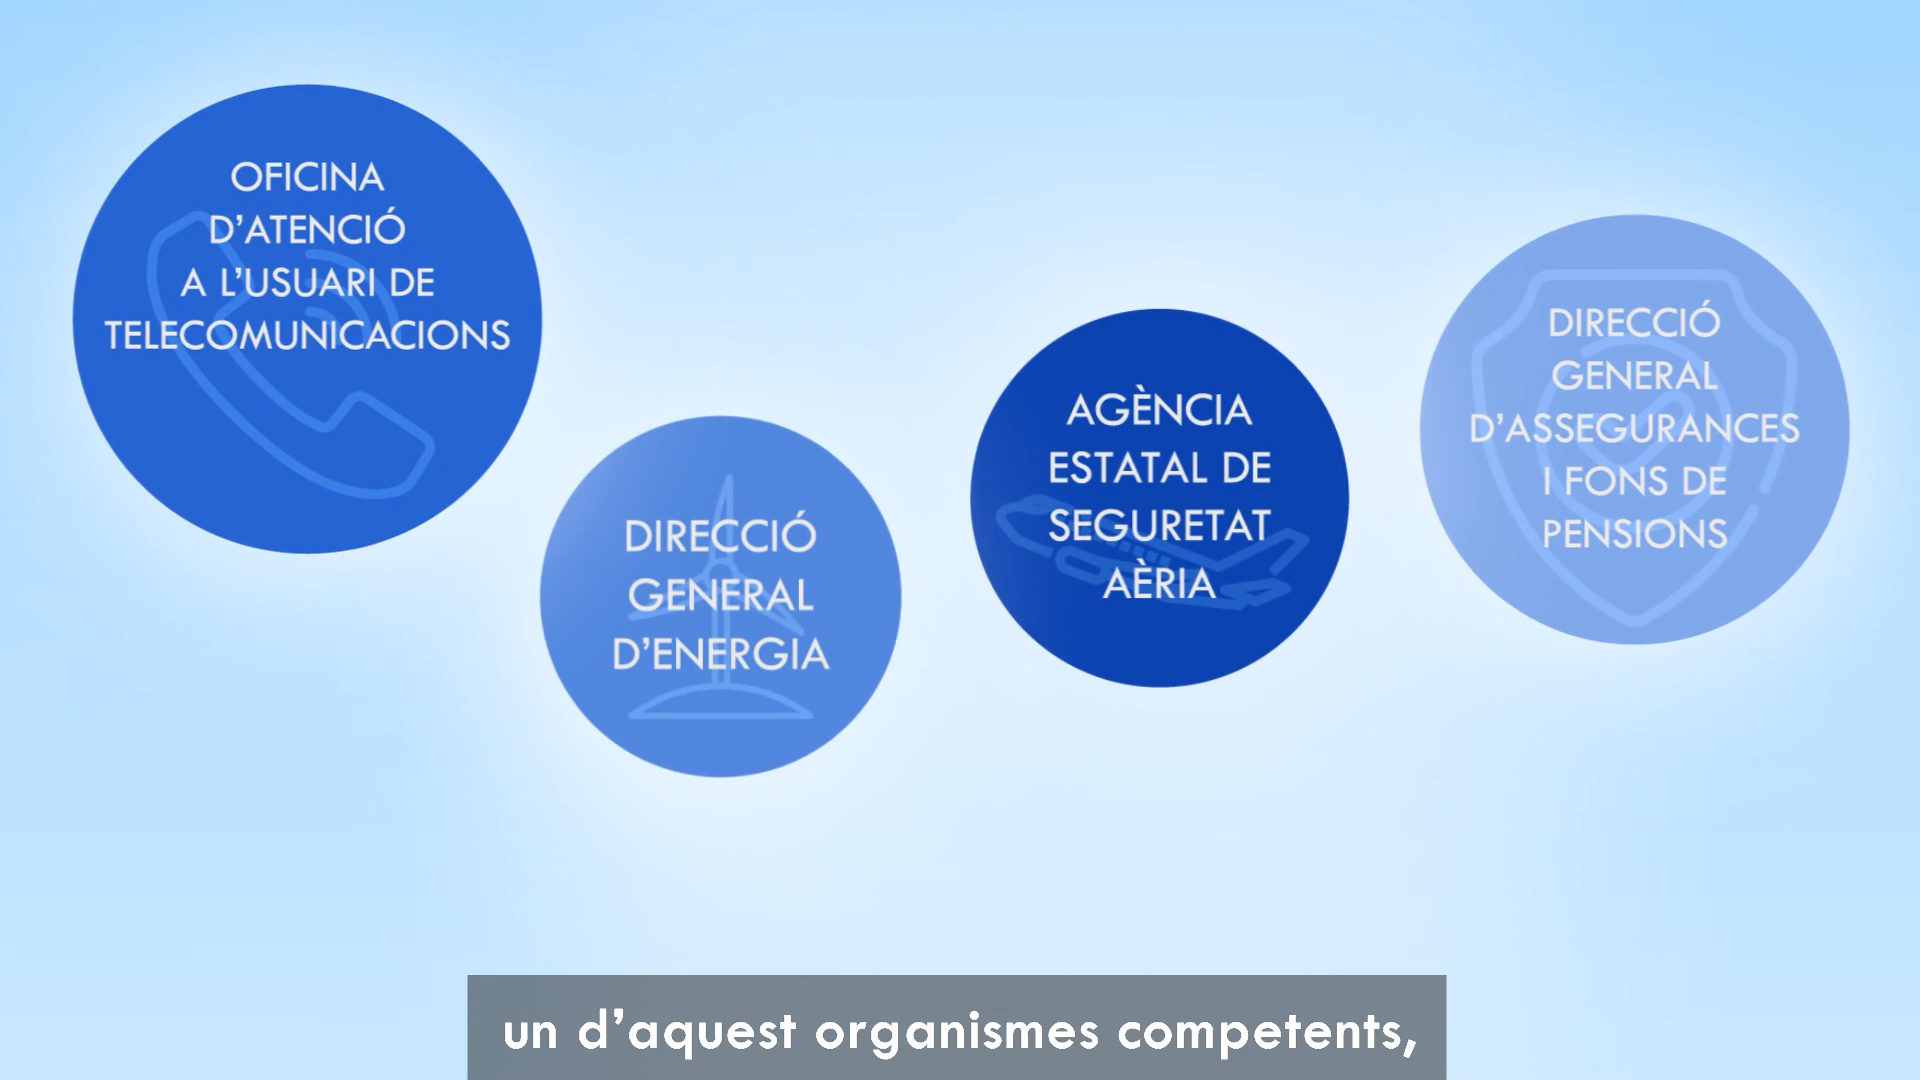 OFICINA
D’ATENCIÓ
A L’USUARI DE
TELECOMUNICACIONS
DIRECCIÓ
GENERAL
D’ENERGIA
AGÈNCIA
ESTATAL DE
SEGURETAT
AÈRIA
DIRECCIÓ
GENERAL
D’ASSEGURANCES
I FONS DE
PENSIONS
un d’aquest organismes competents,